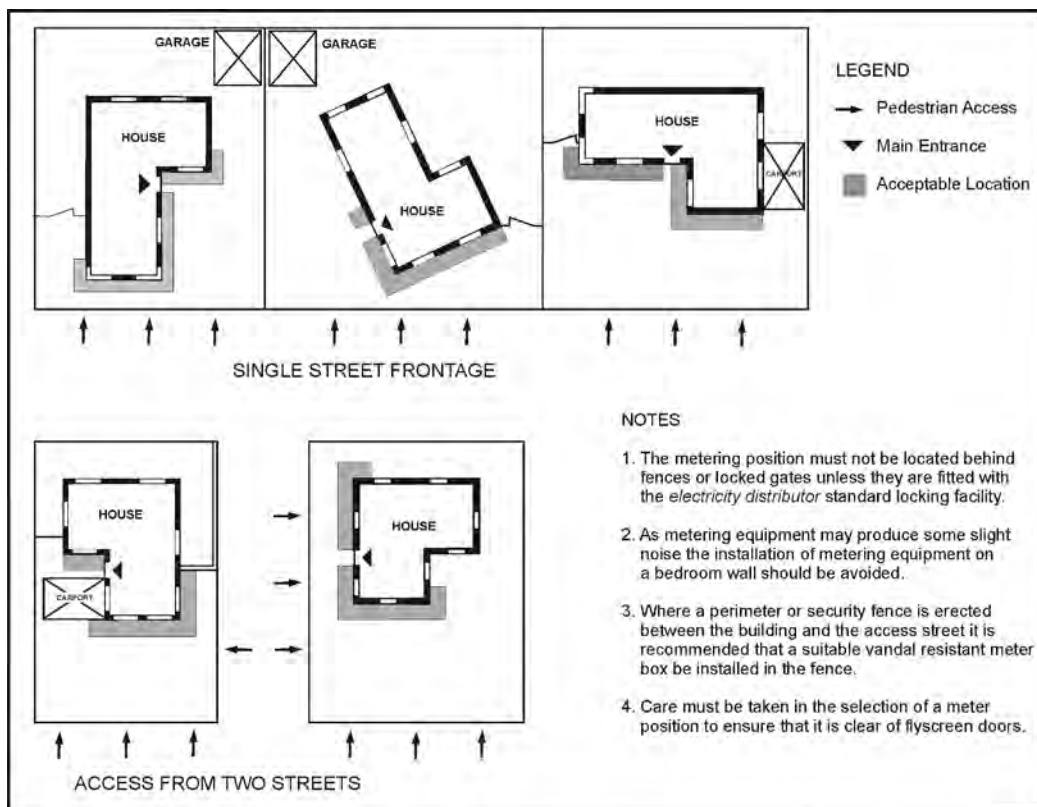 GARAGE
GARAGE
HOUSE
HOUSE
HOUSE
CARPORT
LEGEND
Pedestrian Access
Main Entrance
Acceptable Location
SINGLE STREET FRONTAGE
HOUSE
CARPORT
HOUSE
ACCESS FROM TWO STREETS
NOTES
1. The metering position must not be located behind
fences or locked gates unless they are fitted with
the electricity distributor standard locking facility.
2. As metering equipment may produce some slight
noise the installation of metering equipment on
a bedroom wall should be avoided.
3. Where a perimeter or security fence is erected
between the building and the access street it is
recommended that a suitable vandal resistant meter
box be installed in the fence.
4. Care must be taken in the selection of a meter
position to ensure that it is clear of flyscreen doors.